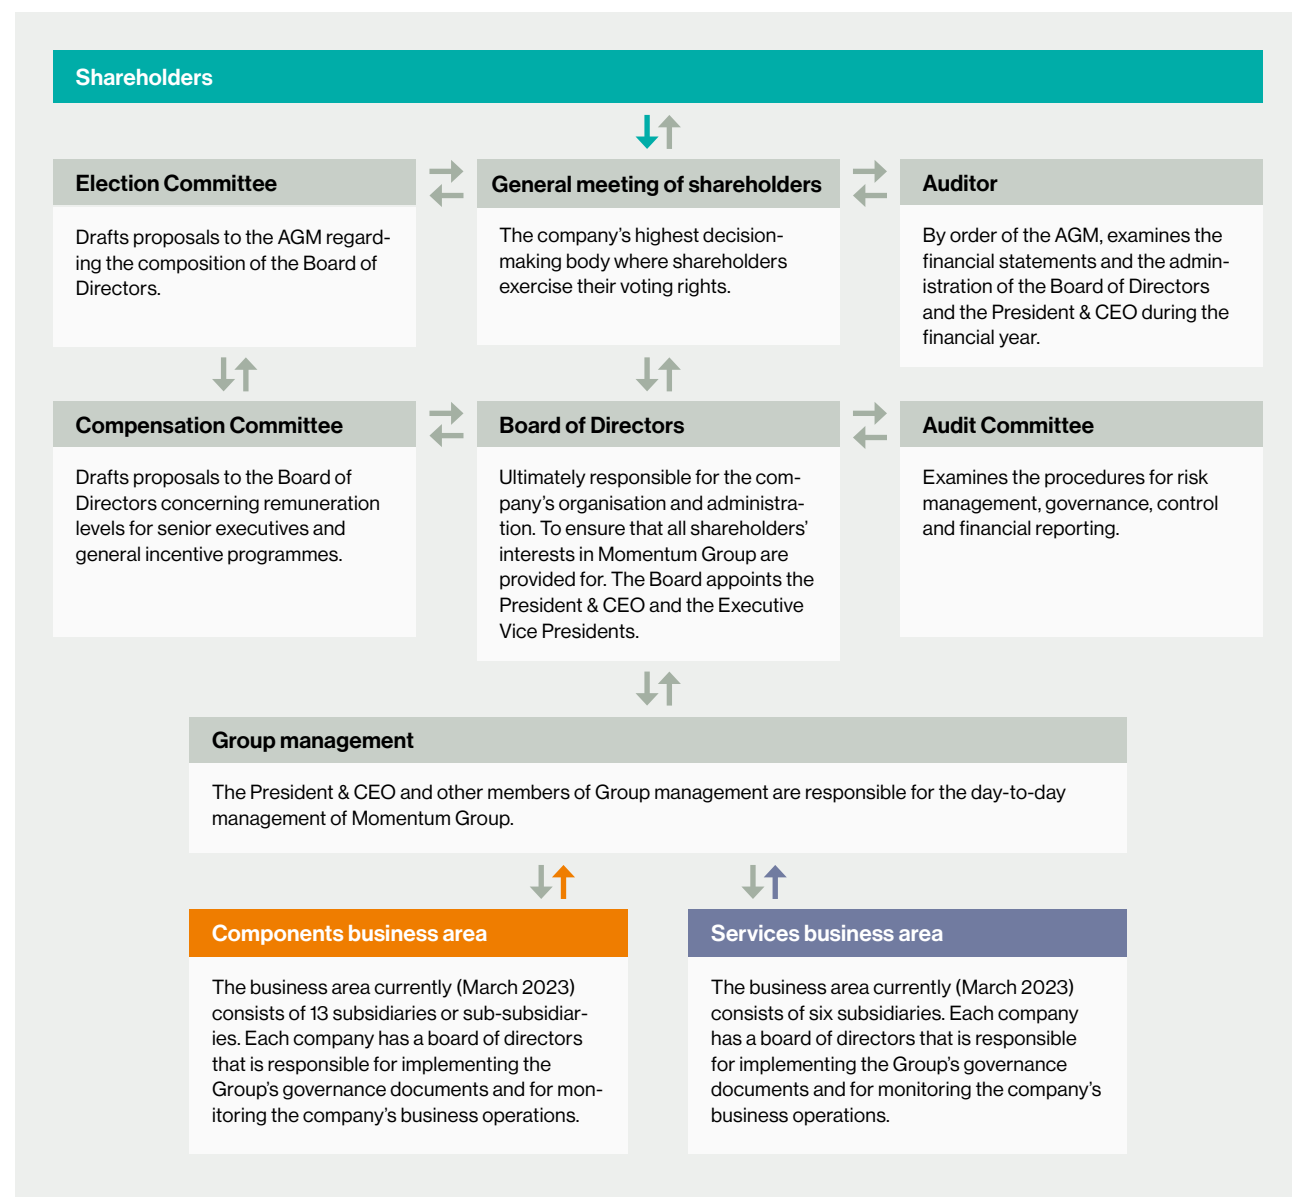 Shareholders
Election Committee
Drafts proposals to the AGM regard-
ing the composition of the Board of
Directors.
General meeting of shareholders
The company’s highest decision-
making body where shareholders
exercise their voting rights.
Auditor
By order of the AGM, examines the
financial statements and the admin-
istration of the Board of Directors
and the President & CEO during the
financial year.
Compensation Committee
Drafts proposals to the Board of
Directors concerning remuneration
levels for senior executives and
general incentive programmes.
Board of Directors
Ultimately responsible for the com-
pany’s organisation and administra-
tion. To ensure that all shareholders’
interests in Momentum Group are
provided for. The Board appoints the
President & CEO and the Executive
Vice Presidents.
Audit Committee
Examines the procedures for risk
management, governance, control
and financial reporting.
Group management
The President & CEO and other members of Group management are responsible for the day-to-day
management of Momentum Group.
Components business area
The business area currently (March 2023)
consists of 13 subsidiaries or sub-subsidiar-
ies. Each company has a board of directors
that is responsible for implementing the
Group’s governance documents and for mon-
itoring the company’s business operations.
Services business area
The business area currently (March 2023)
consists of six subsidiaries. Each company
has a board of directors that is responsible
for implementing the Group’s governance
documents and for monitoring the company’s
business operations.